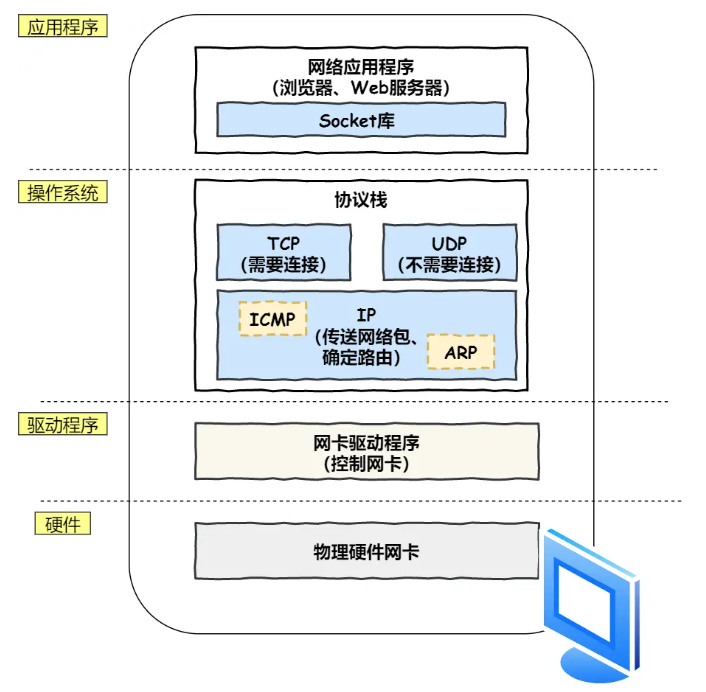 应用程序
网络应用程序
(浏览器、Web服务器)
Socket库
操作系统
协议栈
TCP
(需要连接)
UDP
(不需要连接)
ICMP
IP
(传送网络包、
确定路由)
ARP
驱动程序
网卡驱动程序
(控制网卡)
硬件
物理硬件网卡